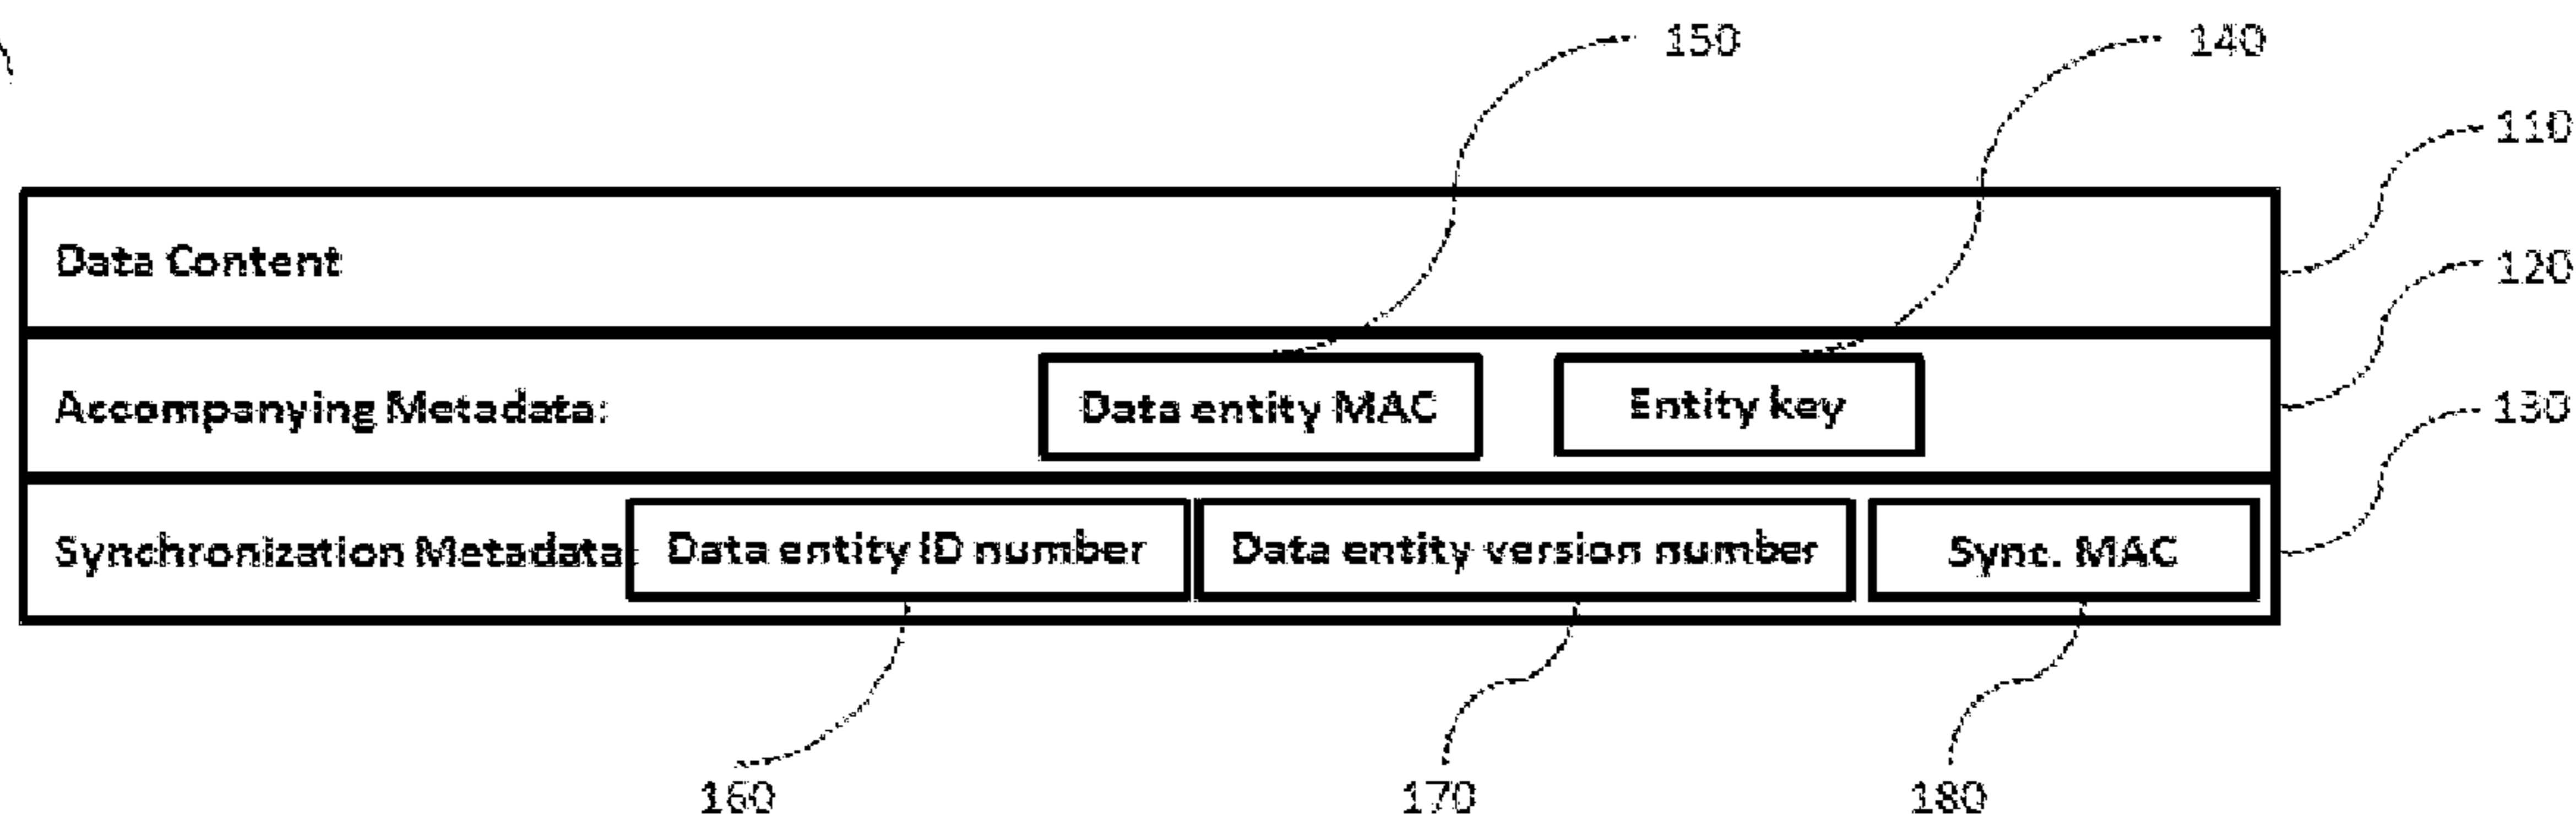 150
140
110
Data Content
120
Accompanying Metadata:
Data entity MAC
Entity key
130
Synchronization Metadata:
Data entity ID number
Data entity version number
Sync. MAC
160
170
180